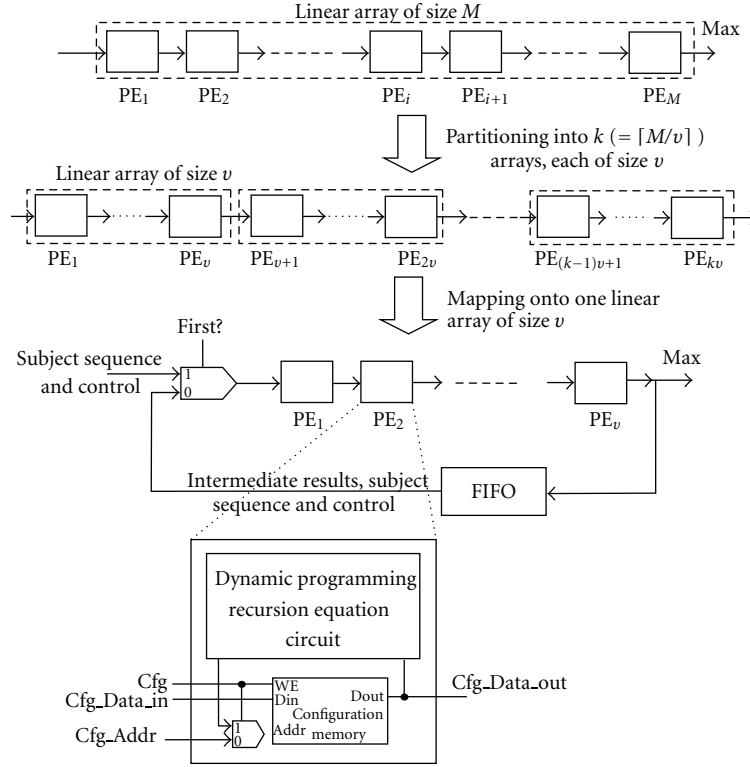 Linear array of size M
Max
PE1 PE2 PEi PEi+1 PEM
Partitioning into k (= ⌈M/v⌉)
arrays, each of size v
Linear array of size v
PE1 PEv PEv+1 PE2v PE(k−1)v+1 PEkv
Mapping onto one linear
array of size v
First?
Subject sequence
and control
1
0
Max
PE1 PE2 PEv
Intermediate results, subject
sequence and control
FIFO
Dynamic programming
recursion equation
circuit
Cfg
Cfg_Data_in
Cfg_Addr
WE
Din
Addr
1
0
Dout
Configuration
memory
Cfg_Data_out